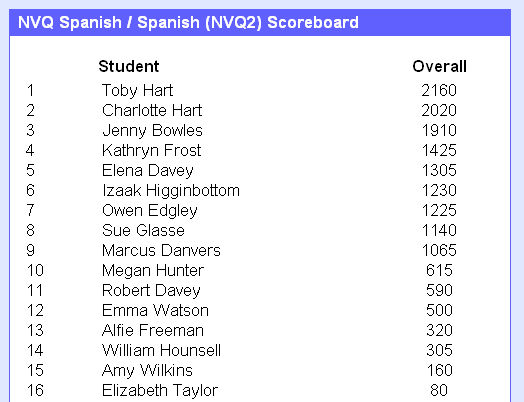 NVQ Spanish / Spanish (NVQ2) Scoreboard
Student Overall
1 Toby Hart 2160
2 Charlotte Hart 2020
3 Jenny Bowles 1910
4 Kathryn Frost 1425
5 Elena Davey 1305
6 Izaak Higginbottom 1230
7 Owen Edgley 1225
8 Sue Glasse 1140
9 Marcus Danvers 1065
10 Megan Hunter 615
11 Robert Davey 590
12 Emma Watson 500
13 Alfie Freeman 320
14 William Hounsell 305
15 Amy Wilkins 160
16 Elizabeth Taylor 80